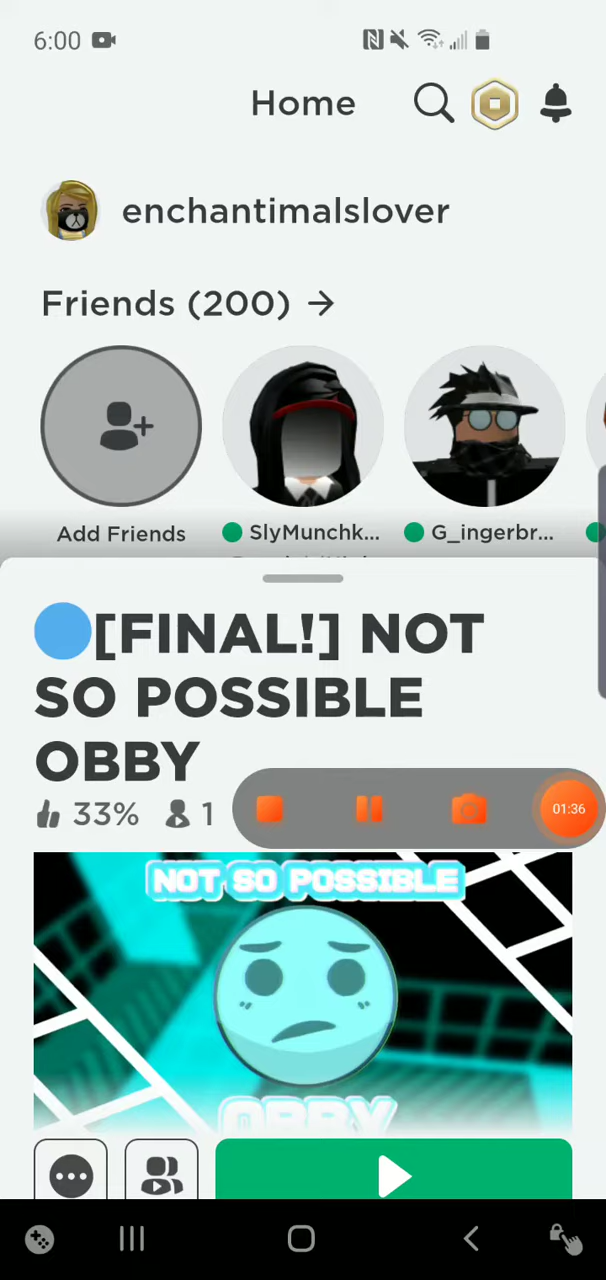 6:00
Home
enchantimalslover
Friends (200) →
Add Friends
SlyMunchk...
G_ingerbr...
[FINAL!] NOT
SO POSSIBLE
OBBY
33% 1
01:36
NOT SO POSSIBLE
OBBY